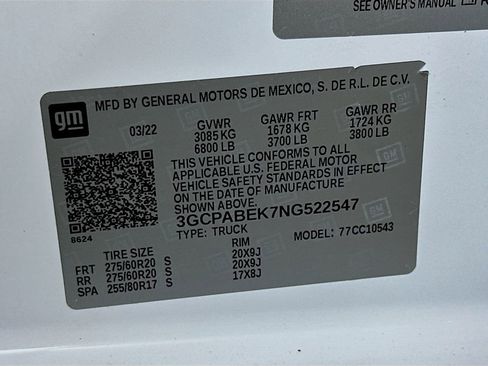 SEE OWNER'S MANUAL
gm
MFD BY GENERAL MOTORS DE MEXICO, S. DE R.L. DE C.V.
03/22 GVWR GAWR FRT GAWR RR
3085 KG 1678 KG 1724 KG
6800 LB 3700 LB 3800 LB
THIS VEHICLE CONFORMS TO ALL
APPLICABLE U.S. FEDERAL MOTOR
VEHICLE SAFETY STANDARDS IN EFFECT
ON THE DATE OF MANUFACTURE
3GCPABEK7NG522547
8624 TYPE: TRUCK MODEL: 77CC10543
TIRE SIZE RIM
FRT 275/60R20 S 20X9J
RR 275/60R20 S 20X9J
SPA 255/80R17 S 17X8J